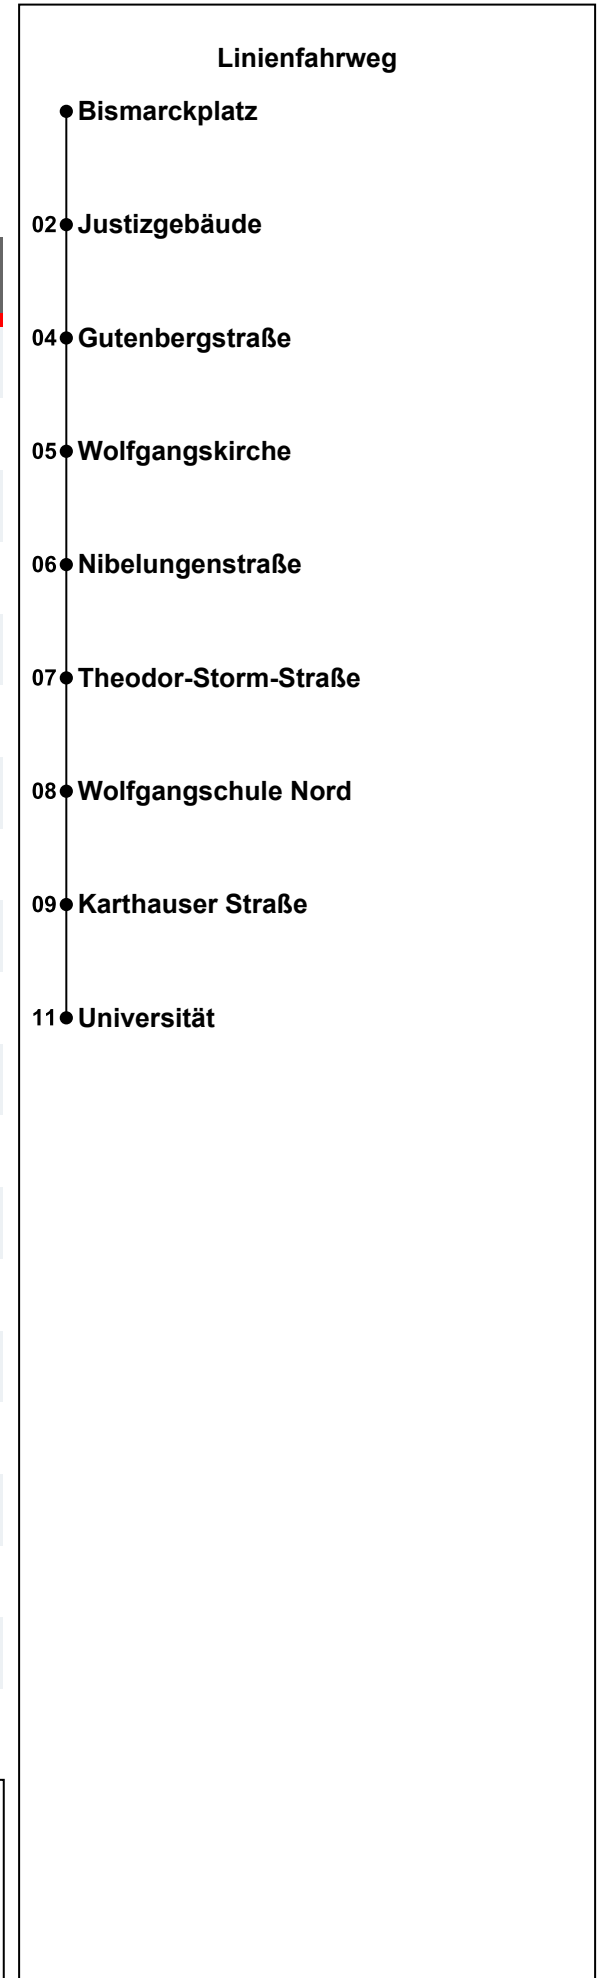 Linienfahrweg
Bismarckplatz
02 Justizgebäude
04 Gutenbergstraße
05 Wolfgangskirche
06 Nibelungenstraße
07 Theodor-Storm-Straße
08 Wolfgangschule Nord
09 Karthauser Straße
11 Universität